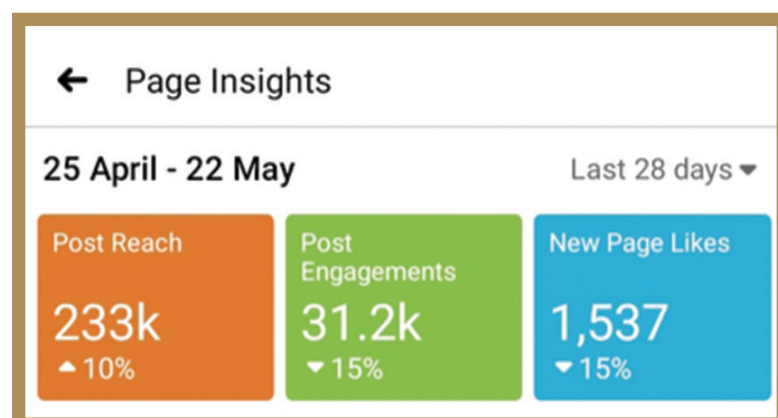 Page Insights
25 April - 22 May
Last 28 days
Post Reach
233k
10%
Post
Engagements
31.2k
15%
New Page Likes
1,537
15%